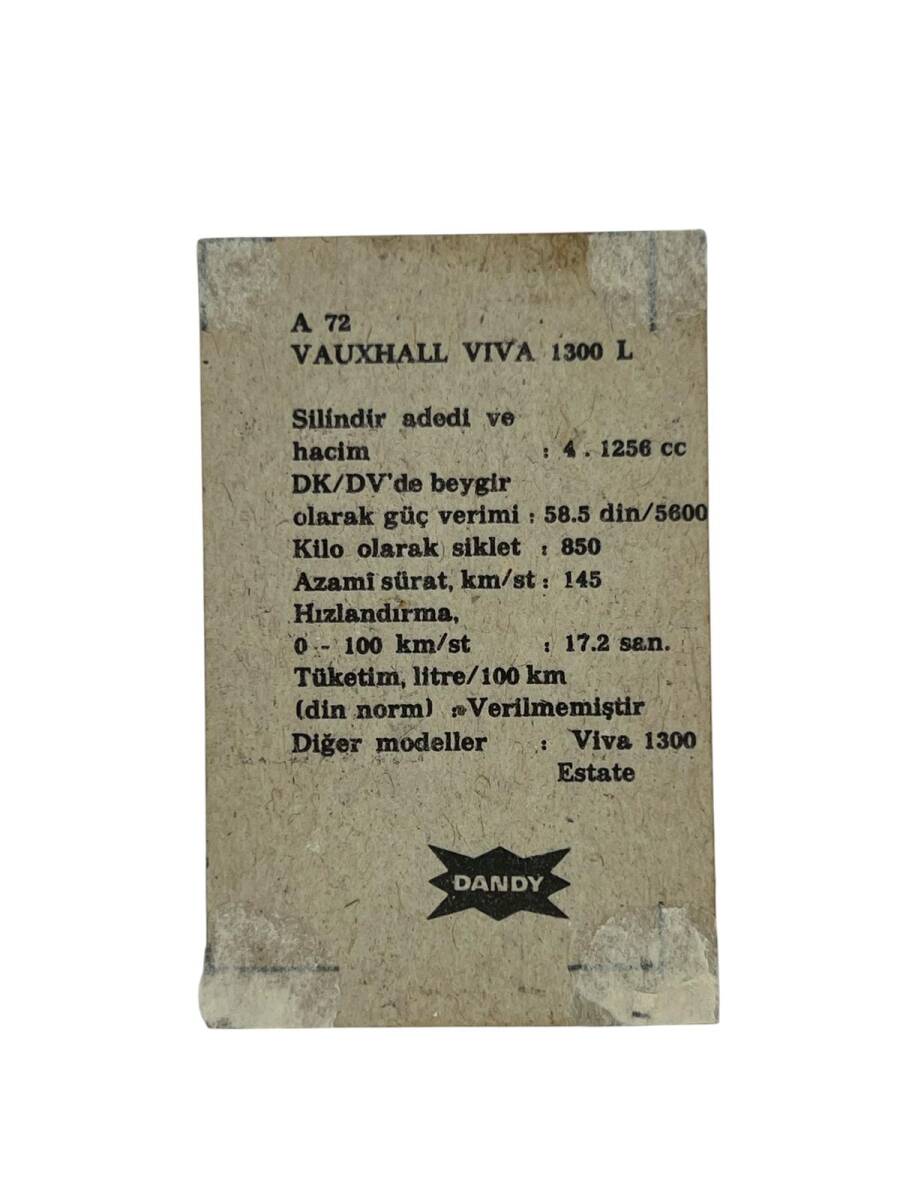 A 72
VAUXHALL VIVA 1300 L
Silindir adedi ve
hacim : 4 . 1256 cc
DK/DV'de beygir
olarak güç verimi : 58.5 din/5600
Kilo olarak siklet : 850
Azamî sürat, km/st : 145
Hızlandırma,
0 - 100 km/st : 17.2 san.
Tüketim, litre/100 km
(din norm) : Verilmemiştir
Diğer modeller : Viva 1300
Estate
DANDY